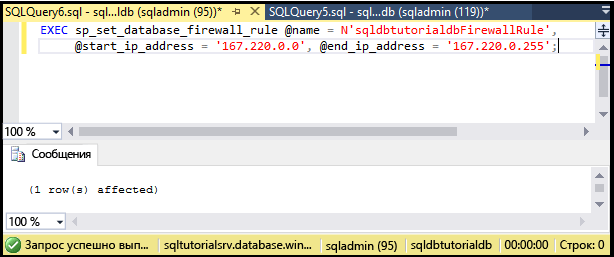 SQLQuery6.sql - sql...ldb (sqladmin (95))* SQLQuery5.sql - sql...db (sqladmin (119))*
EXEC sp_set_database_firewall_rule @name = N'sqldbtutorialdbFirewallRule',
@start_ip_address = '167.220.0.0', @end_ip_address = '167.220.0.255';
100 %
Сообщения
(1 row(s) affected)
100 %
Запрос успешно вып... sqltutorialsrv.database.win... sqladmin (95) sqldbtutorialdb 00:00:00 Строк: 0